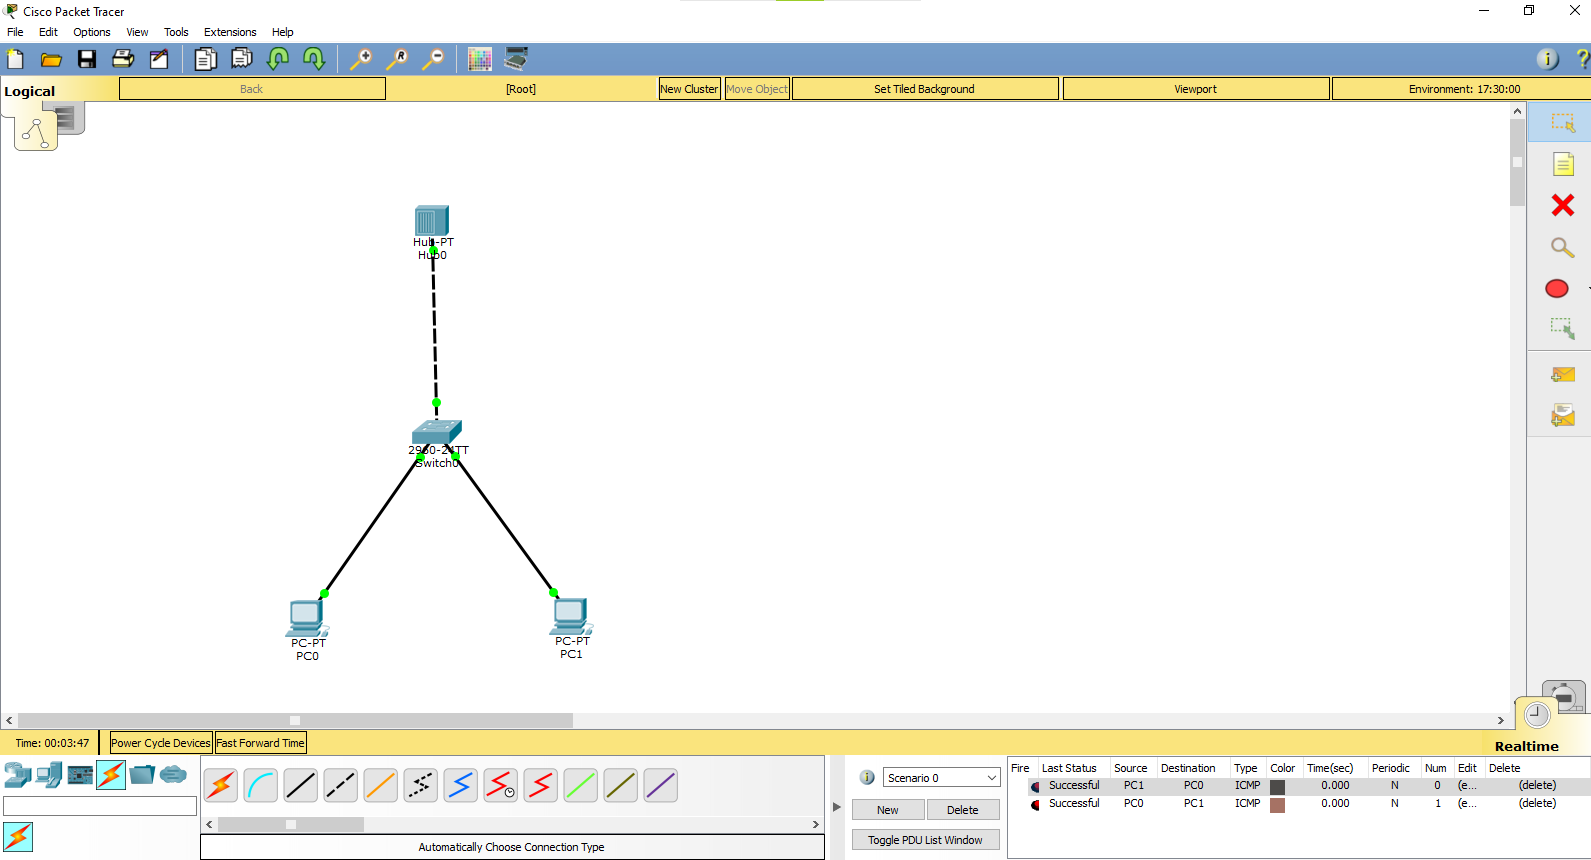 Cisco Packet Tracer
File Edit Options View Tools Extensions Help
R i ?
Logical Back [Root] New Cluster Move Object Set Tiled Background Viewport Environment: 17:30:00
Hub-PT
Hub0
2960-24TT
Switch0
PC-PT
PC0
PC-PT
PC1
Time: 00:03:47 Power Cycle Devices Fast Forward Time
Realtime
Automatically Choose Connection Type
i Scenario 0
New Delete
Toggle PDU List Window
Fire Last Status Source Destination Type Color Time(sec) Periodic Num Edit Delete
Successful PC1 PC0 ICMP 0.000 N 0 (e... (delete)
Successful PC0 PC1 ICMP 0.000 N 1 (e... (delete)